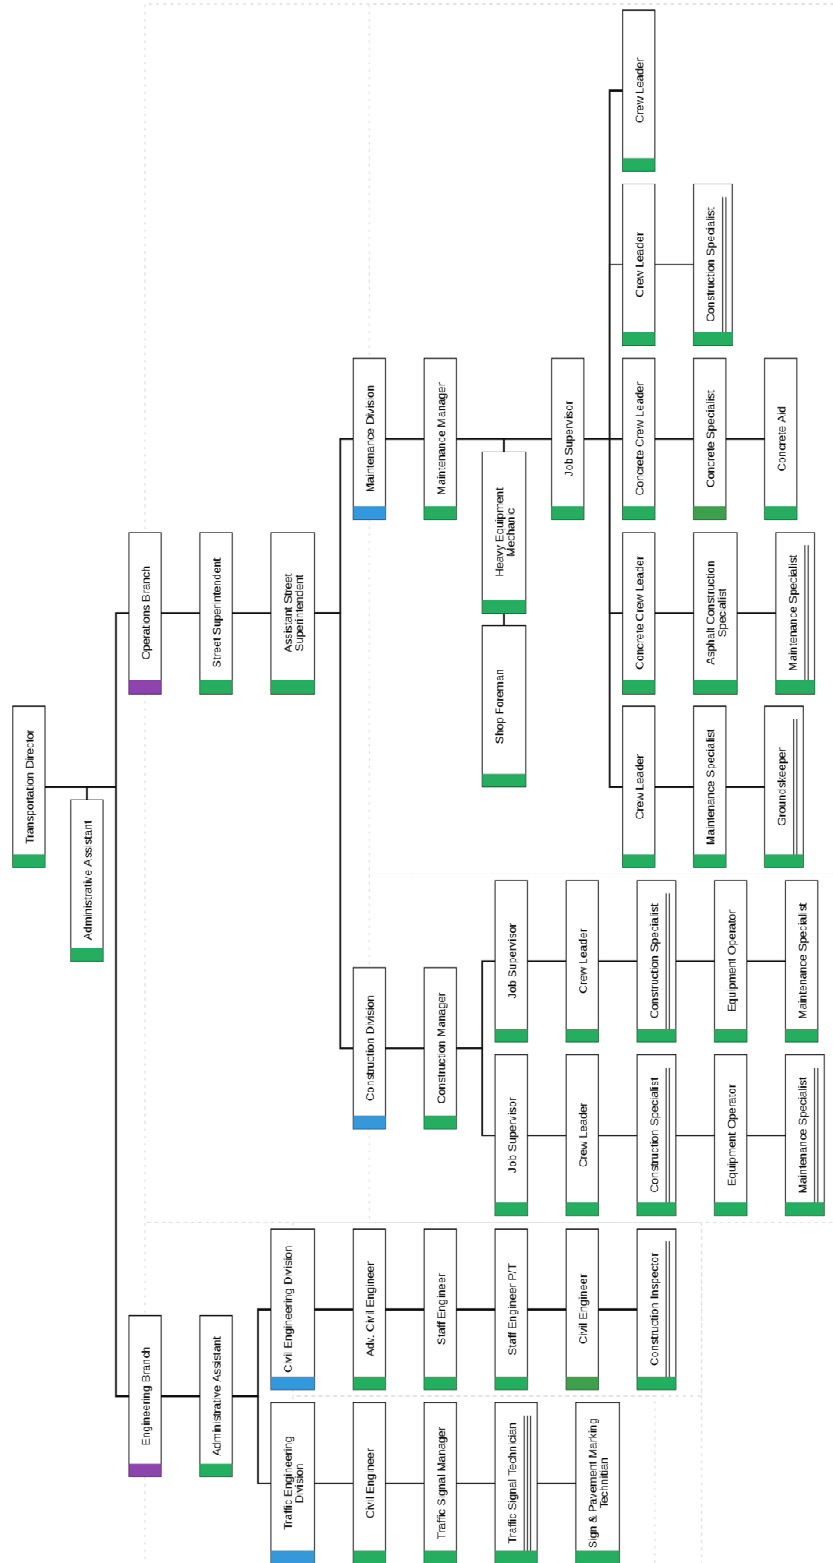 Transportation Director
Administrative Assistant
Engineering Branch
Operations Branch
Administrative Assistant
Street Superintendent
Traffic Engineering
Division
Civil Engineering Division
Assistant Street
Superintendent
Civil Engineer
Adv. Civil Engineer
Construction Division
Maintenance Division
Traffic Signal Manager
Staff Engineer
Construction Manager
Maintenance Manager
Traffic Signal Technician
Staff Engineer P/T
Job Supervisor
Job Supervisor
Shop Foreman
Heavy Equipment
Mechanic
Job Supervisor
Sign & Pavement Marking
Technitian
Civil Engineer
Crew Leader
Crew Leader
Crew Leader
Concrete Crew Leader
Concrete Crew Leader
Crew Leader
Crew Leader
Construction Inspector
Construction Specialist
Construction Specialist
Maintenance Specialist
Asphalt Construction
Specialist
Concrete Specialist
Construction Specialist
Equipment Operator
Equipment Operator
Groundskeeper
Maintenance Specialist
Concrete Aid
Maintenance Specialist
Maintenance Specialist